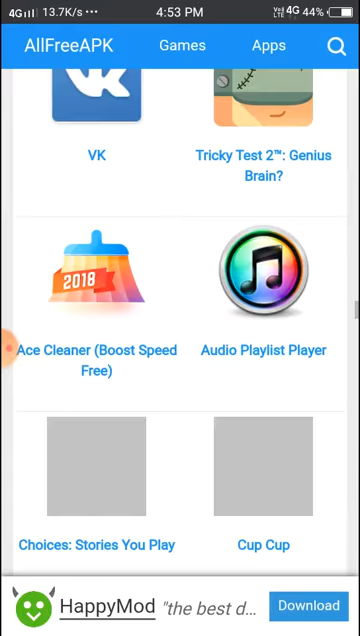 4G 13.7K/s ••• 4:53 PM VoLTE 4G 44%
AllFreeAPK Games Apps
VK Tricky Test 2™: Genius
Brain?
2018
Ace Cleaner (Boost Speed Audio Playlist Player
Free)
Choices: Stories You Play Cup Cup
HappyMod "the best d... Download